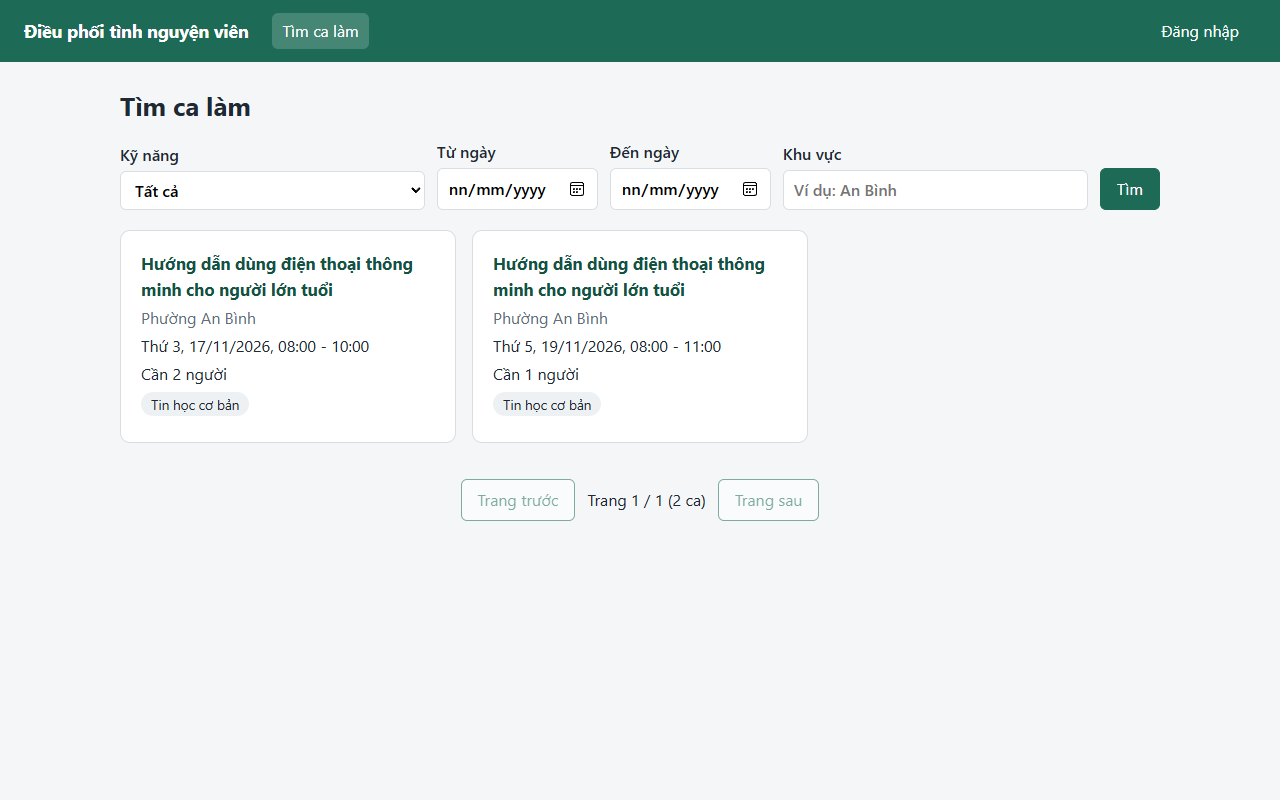 Điều phối tình nguyện viên
Tìm ca làm
Đăng nhập
Tìm ca làm
Kỹ năng
Từ ngày
Đến ngày
Khu vực
Tất cả
nn/mm/yyyy
nn/mm/yyyy
Ví dụ: An Bình
Tìm
Hướng dẫn dùng điện thoại thông
minh cho người lớn tuổi
Phường An Bình
Thứ 3, 17/11/2026, 08:00 - 10:00
Cần 2 người
Tin học cơ bản
Hướng dẫn dùng điện thoại thông
minh cho người lớn tuổi
Phường An Bình
Thứ 5, 19/11/2026, 08:00 - 11:00
Cần 1 người
Tin học cơ bản
Trang trước
Trang 1 / 1 (2 ca)
Trang sau